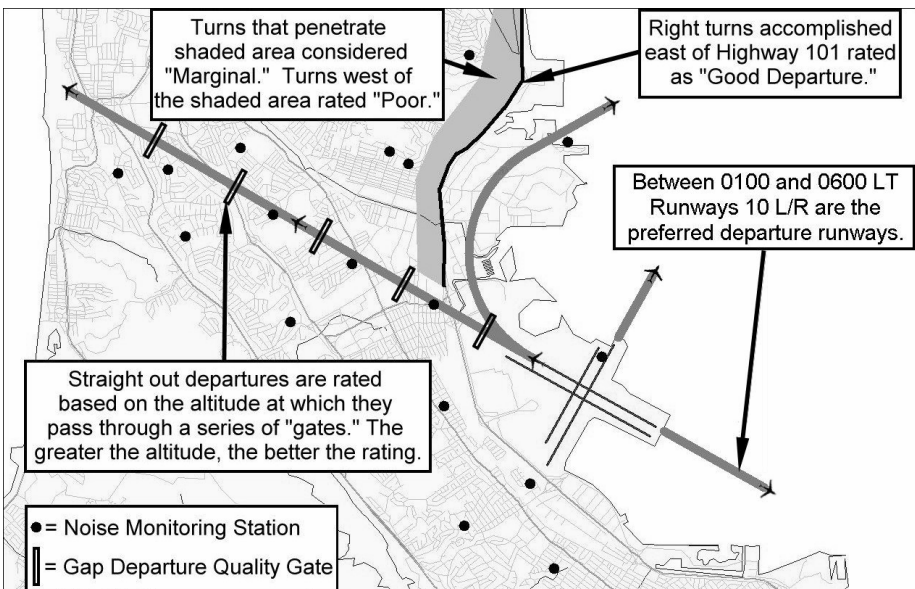 Turns that penetrate
shaded area considered
"Marginal." Turns west of
the shaded area rated "Poor."
Right turns accomplished
east of Highway 101 rated
as "Good Departure."
Between 0100 and 0600 LT
Runways 10 L/R are the
preferred departure runways.
Straight out departures are rated
based on the altitude at which they
pass through a series of "gates." The
greater the altitude, the better the rating.
= Noise Monitoring Station
= Gap Departure Quality Gate